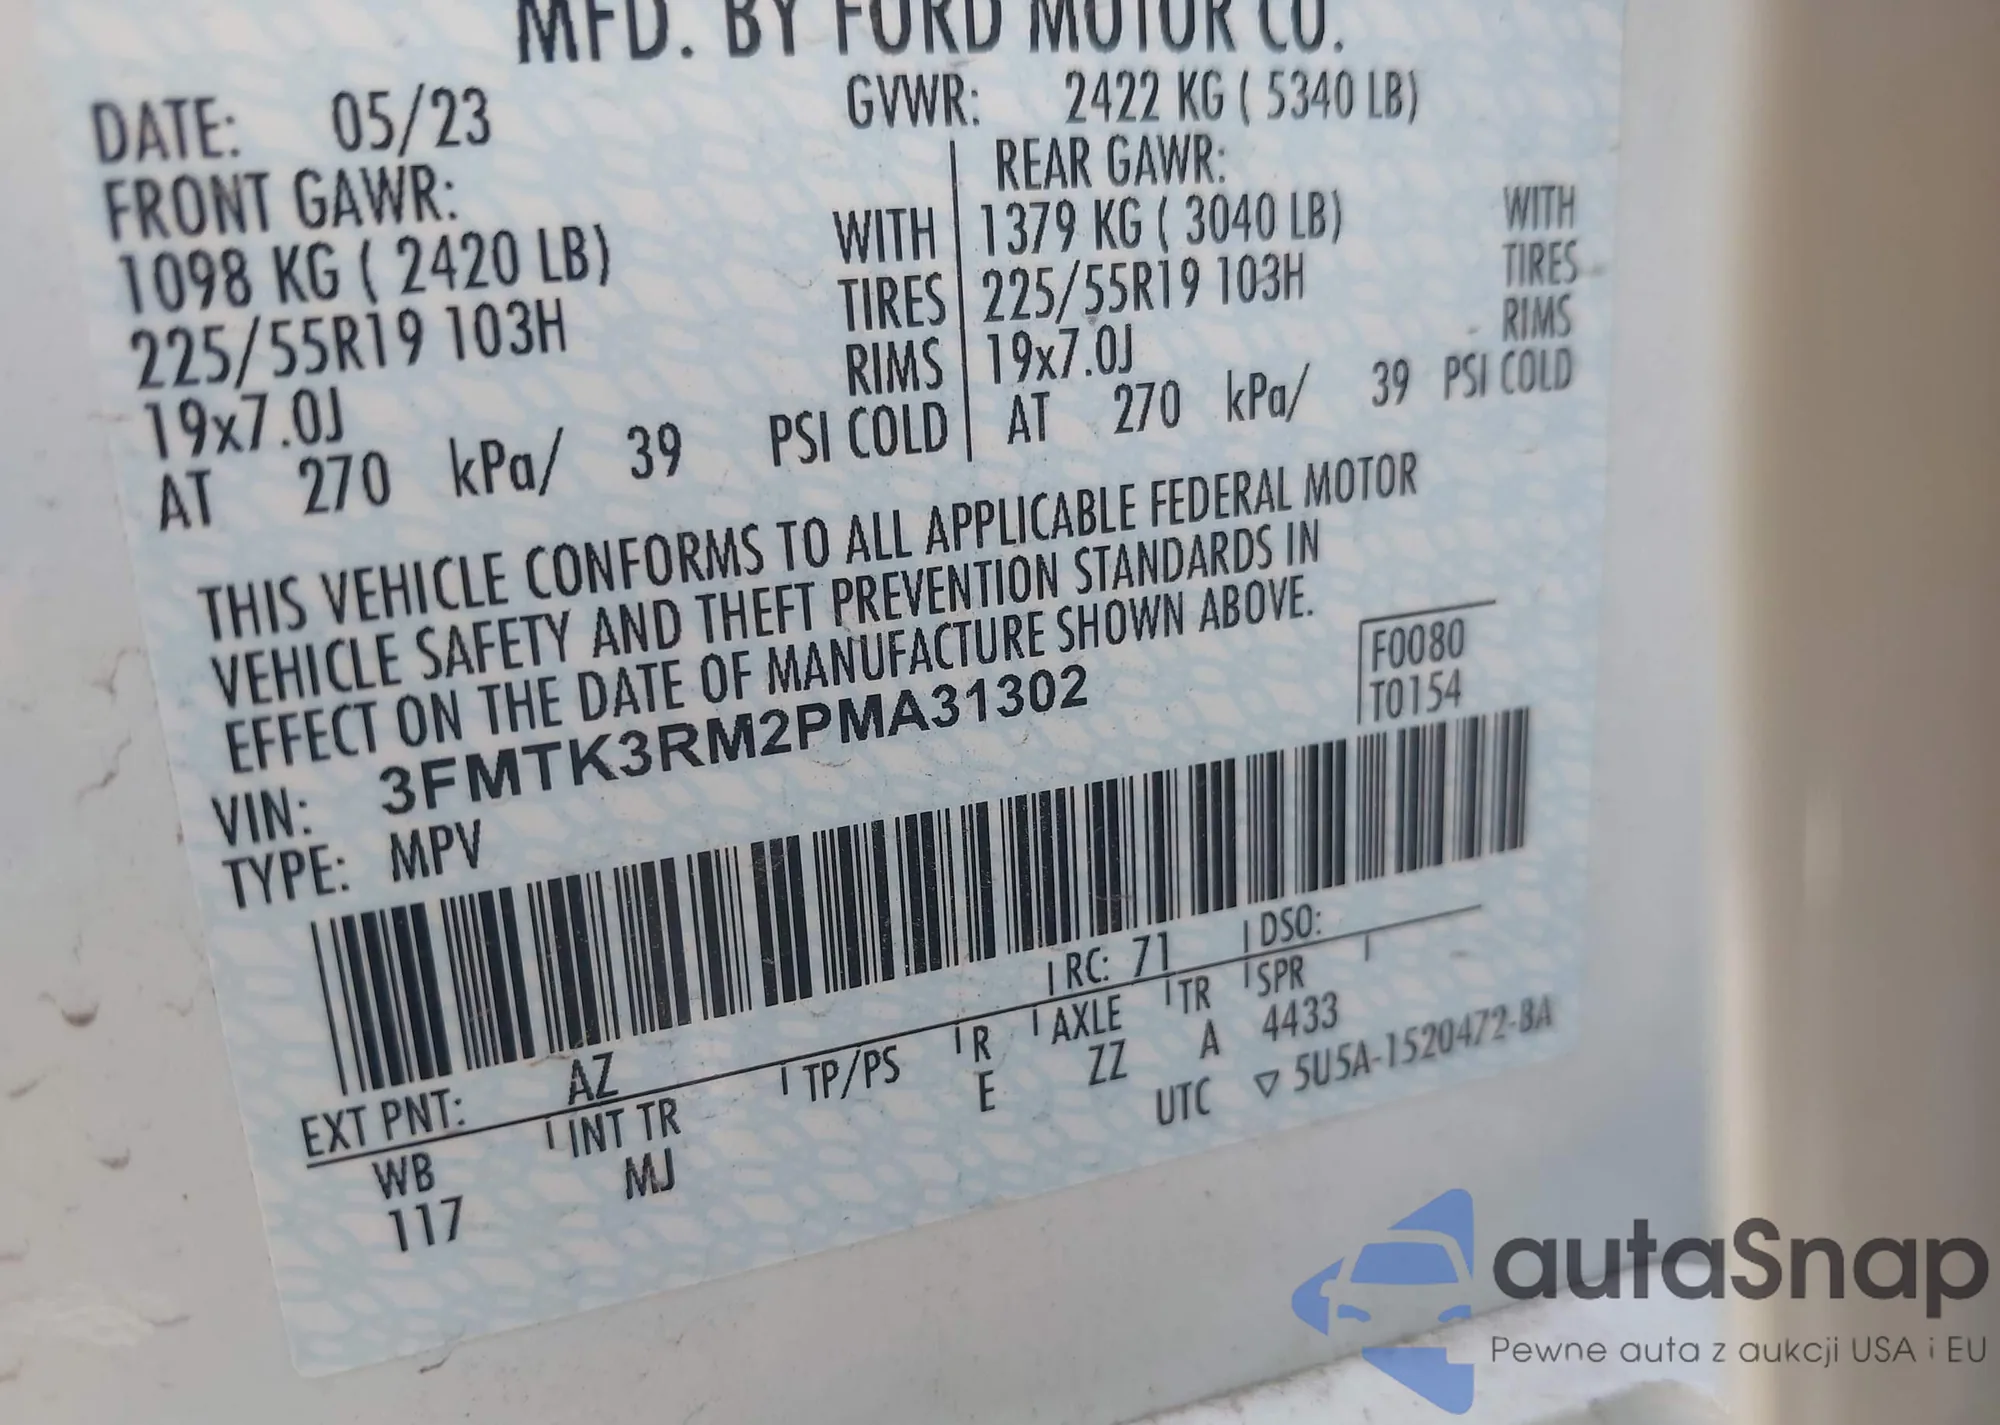 MFD. BY FORD MOTOR CO.
DATE: 05/23 GVWR: 2422 KG ( 5340 LB)
FRONT GAWR: REAR GAWR:
1098 KG ( 2420 LB) WITH 1379 KG ( 3040 LB) WITH
225/55R19 103H TIRES 225/55R19 103H TIRES
19x7.0J RIMS 19x7.0J RIMS
AT 270 kPa/ 39 PSI COLD AT 270 kPa/ 39 PSI COLD
THIS VEHICLE CONFORMS TO ALL APPLICABLE FEDERAL MOTOR
VEHICLE SAFETY AND THEFT PREVENTION STANDARDS IN
EFFECT ON THE DATE OF MANUFACTURE SHOWN ABOVE.
F0080
T0154
VIN: 3FMTK3RM2PMA31302
TYPE: MPV
EXT PNT: AZ RC: 71 DSO:
WB INT TR TP/PS R AXLE TR SPR
117 MJ E ZZ A 4433
UTC 5U5A-1520472-BA
autaSnap
Pewne auta z aukcji USA i EU